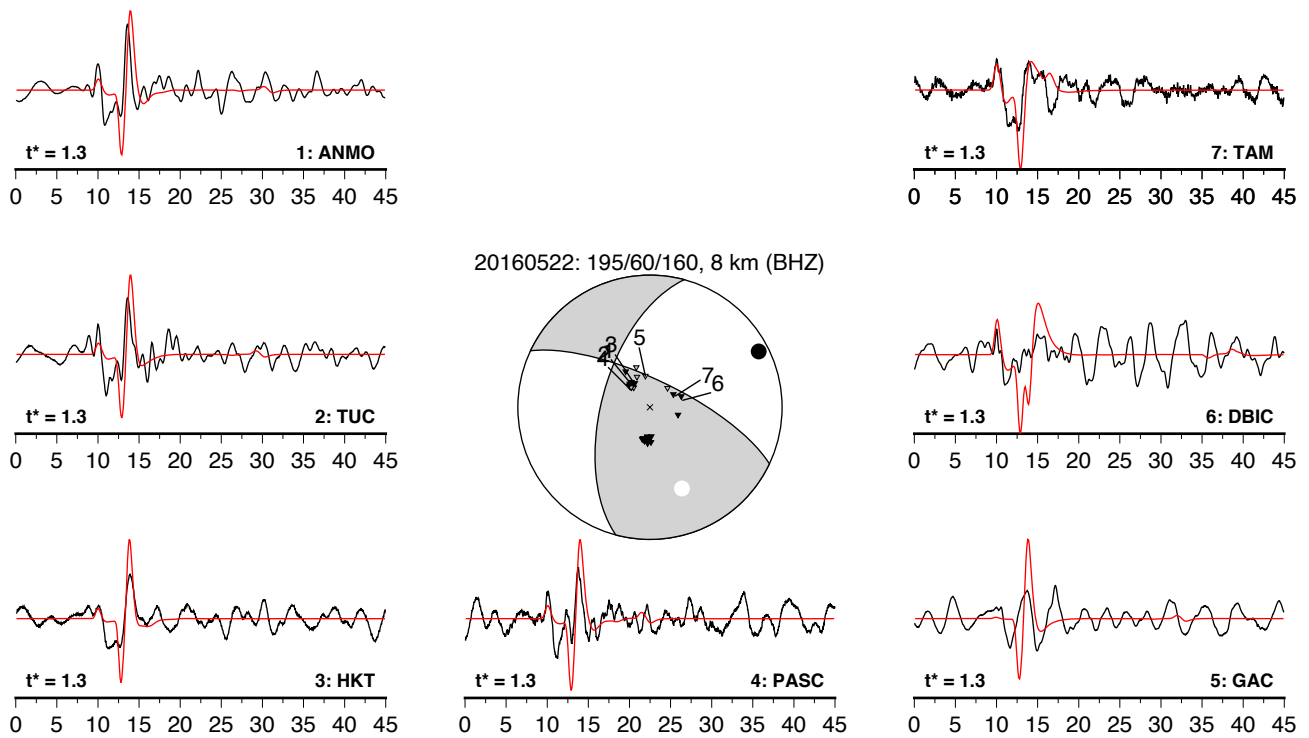 t* = 1.3 1: ANMO
0 5 10 15 20 25 30 35 40 45
t* = 1.3 7: TAM
0 5 10 15 20 25 30 35 40 45
t* = 1.3 2: TUC
0 5 10 15 20 25 30 35 40 45
20160522: 195/60/160, 8 km (BHZ)
3 5
7
6
t* = 1.3 6: DBIC
0 5 10 15 20 25 30 35 40 45
t* = 1.3 3: HKT
0 5 10 15 20 25 30 35 40 45
t* = 1.3 4: PASC
0 5 10 15 20 25 30 35 40 45
t* = 1.3 5: GAC
0 5 10 15 20 25 30 35 40 45